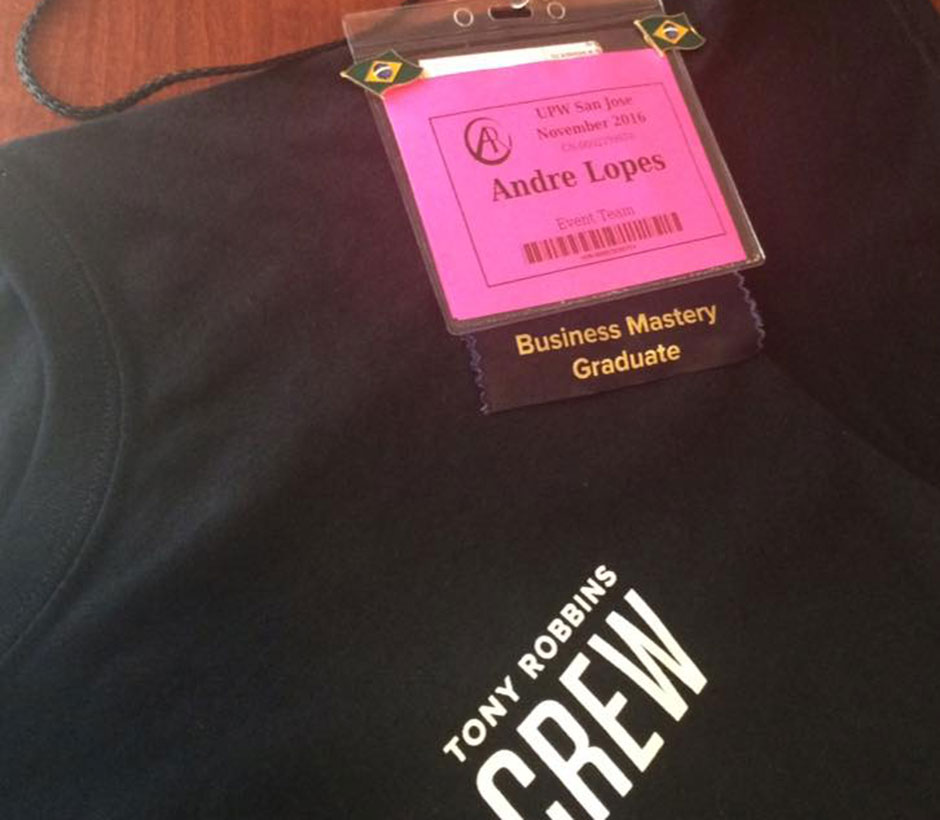 UPW San Jose
November 2016
Andre Lopes
Event Team
Business Mastery
Graduate
TONY ROBBINS
CREW